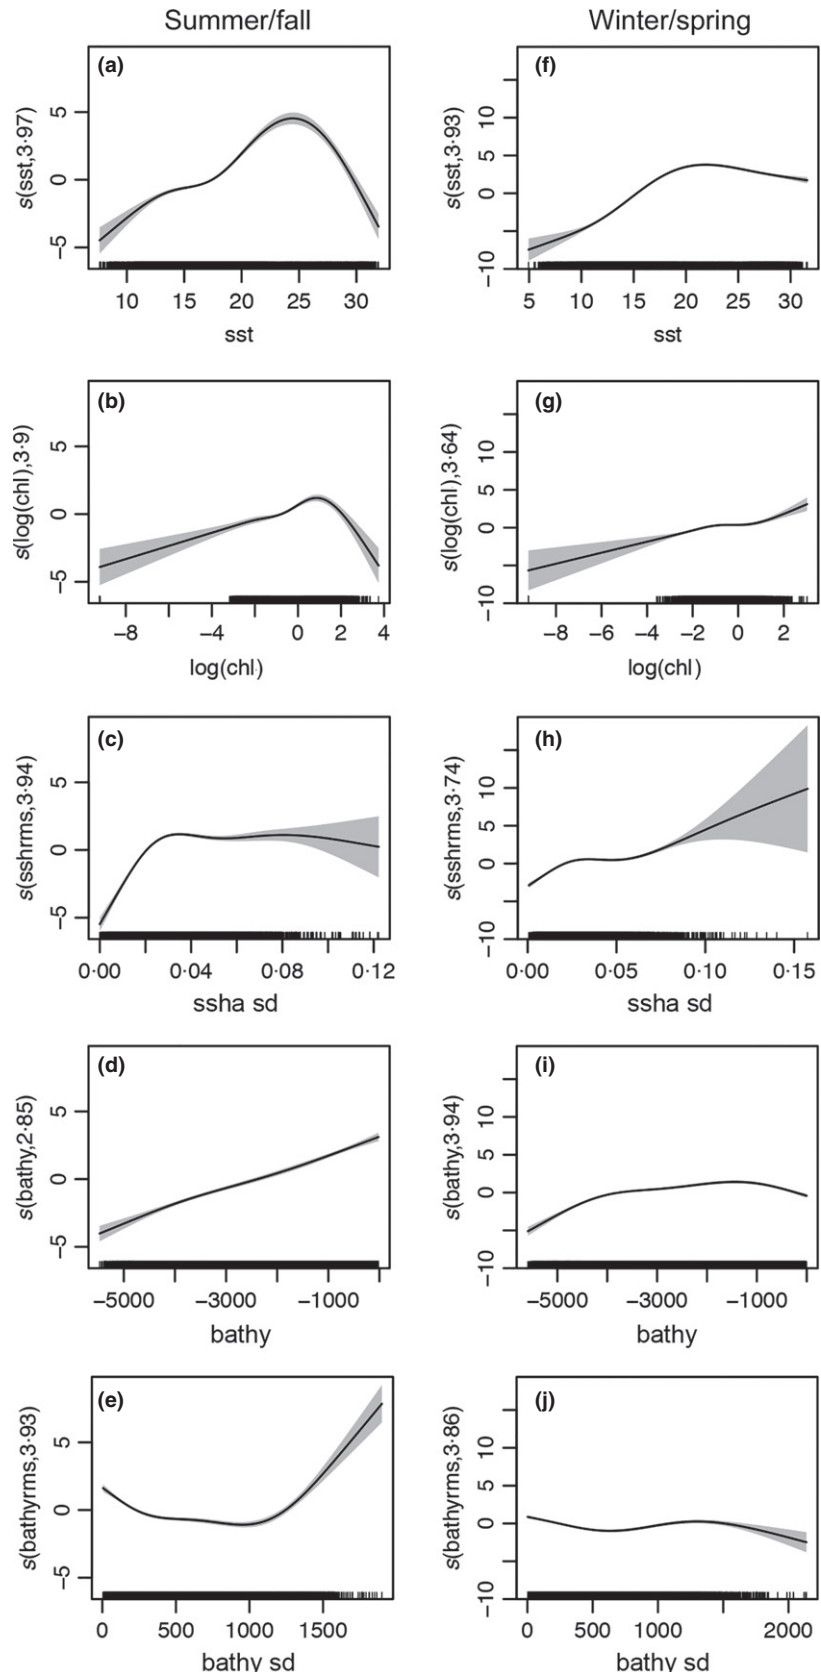 Summer/fall
Winter/spring
(a)
s(sst,3·97)
5
0
−5
10 15 20 25 30
sst
(f)
s(sst,3·93)
10
5
0
−10
5 10 15 20 25 30
sst
(b)
s(log(chl),3·9)
5
0
−5
−8 −4 0 2 4
log(chl)
(g)
s(log(chl),3·64)
10
5
0
−10
−8 −6 −4 −2 0 2
log(chl)
(c)
s(sshrms,3·94)
5
0
−5
0·00 0·04 0·08 0·12
ssha sd
(h)
s(sshrms,3·74)
10
5
0
−10
0·00 0·05 0·10 0·15
ssha sd
(d)
s(bathy,2·85)
5
0
−5
−5000 −3000 −1000
bathy
(i)
s(bathy,3·94)
10
5
0
−10
−5000 −3000 −1000
bathy
(e)
s(bathyrms,3·93)
5
0
−5
0 500 1000 1500
bathy sd
(j)
s(bathyrms,3·86)
10
5
0
−10
0 500 1000 2000
bathy sd